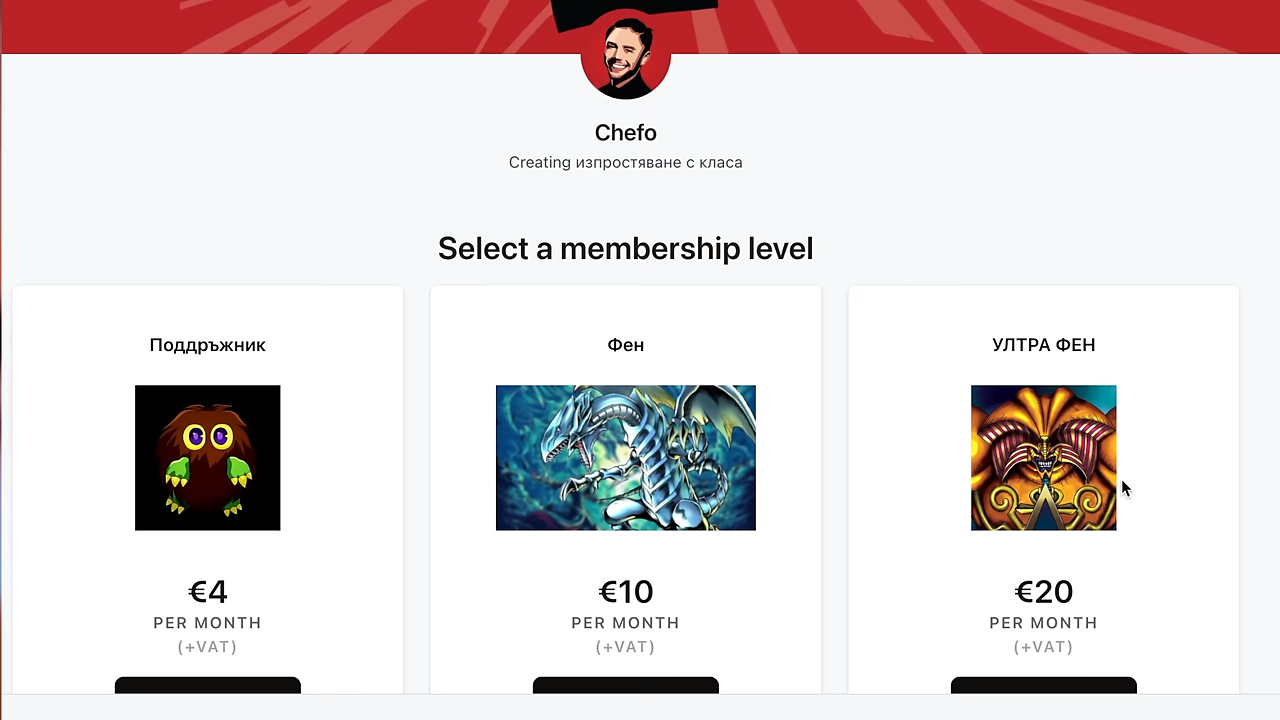 Chefo
Creating изпростяване с класа
Select a membership level
Поддръжник
Фен
УЛТРА ФЕН
€4
PER MONTH
(+VAT)
€10
PER MONTH
(+VAT)
€20
PER MONTH
(+VAT)